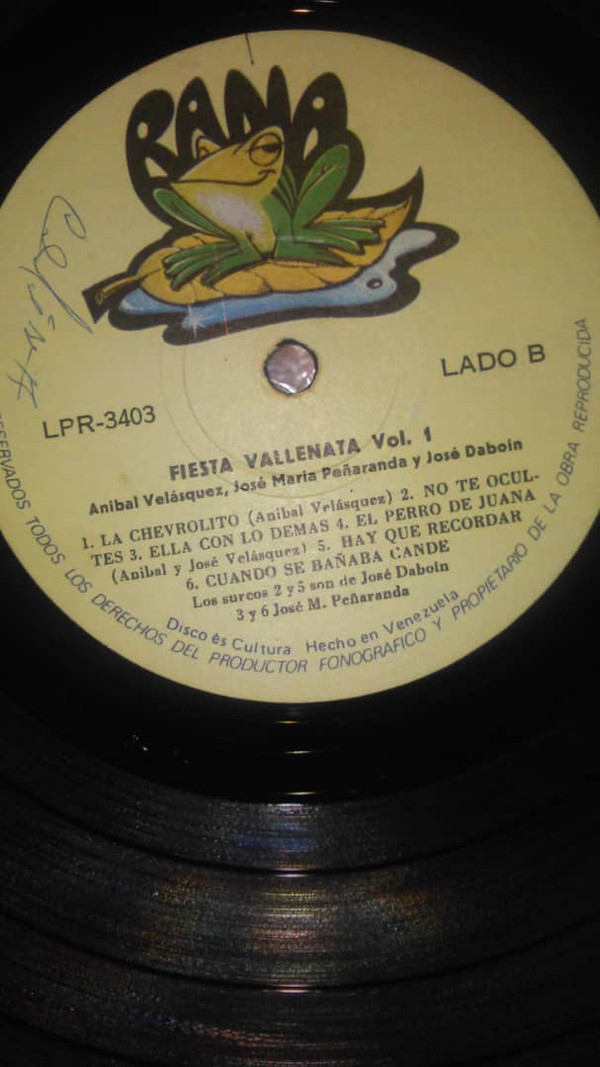 RANA
LADO B
LPR-3403
FIESTA VALLENATA Vol. 1
Anibal Velásquez, José Maria Peñaranda y José Daboin
1. LA CHEVROLITO (Anibal Velásquez) 2. NO TE OCUL-
TES 3. ELLA CON LO DEMAS 4. EL PERRO DE JUANA
(Anibal y José Velásquez) 5. HAY QUE RECORDAR
6. CUANDO SE BAÑABA CANDE
Los surcos 2 y 5 son de José Daboin
3 y 6 José M. Peñaranda
Disco és Cultura Hecho en Venezuela
RESERVADOS TODOS LOS DERECHOS DEL PRODUCTOR FONOGRAFICO Y PROPIETARIO DE LA OBRA REPRODUCIDA